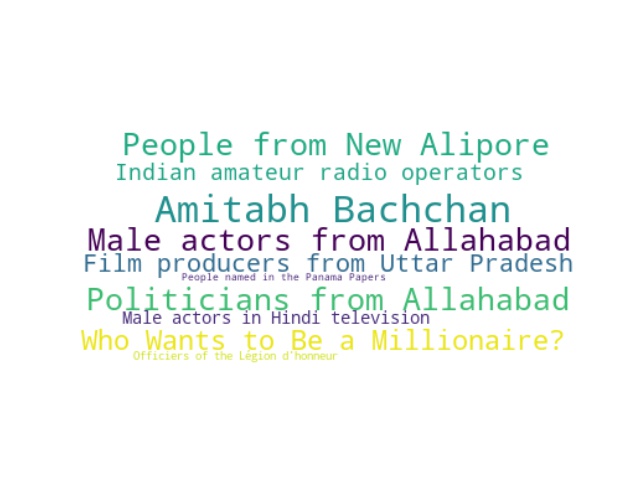 People from New Alipore
Indian amateur radio operators
Amitabh Bachchan
Male actors from Allahabad
Film producers from Uttar Pradesh
People named in the Panama Papers
Politicians from Allahabad
Male actors in Hindi television
Who Wants to Be a Millionaire?
Officiers of the Légion d'honneur